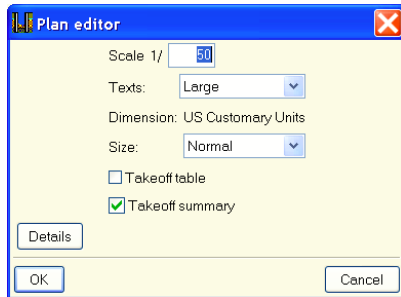 Plan editor
Scale 1/ 50
Texts: Large
Dimension: US Customary Units
Size: Normal
Takeoff table
Takeoff summary
Details
OK Cancel